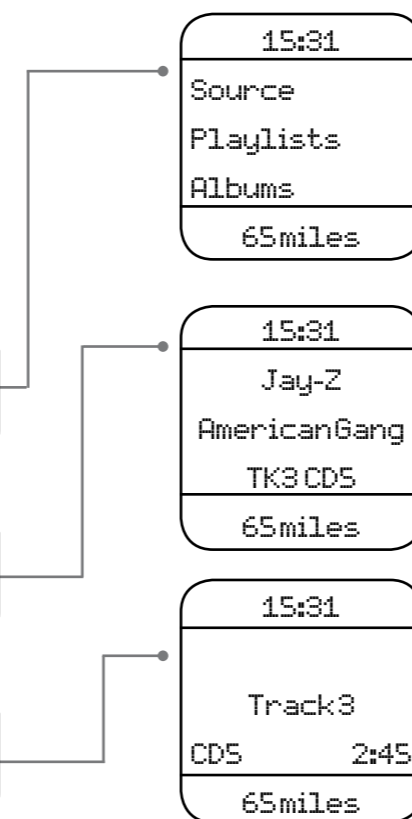 15:31
Source
Playlists
Albums
65miles
15:31
Jay-Z
AmericanGang
TK3 CD5
65miles
15:31
Track3
CD5 2:45
65miles